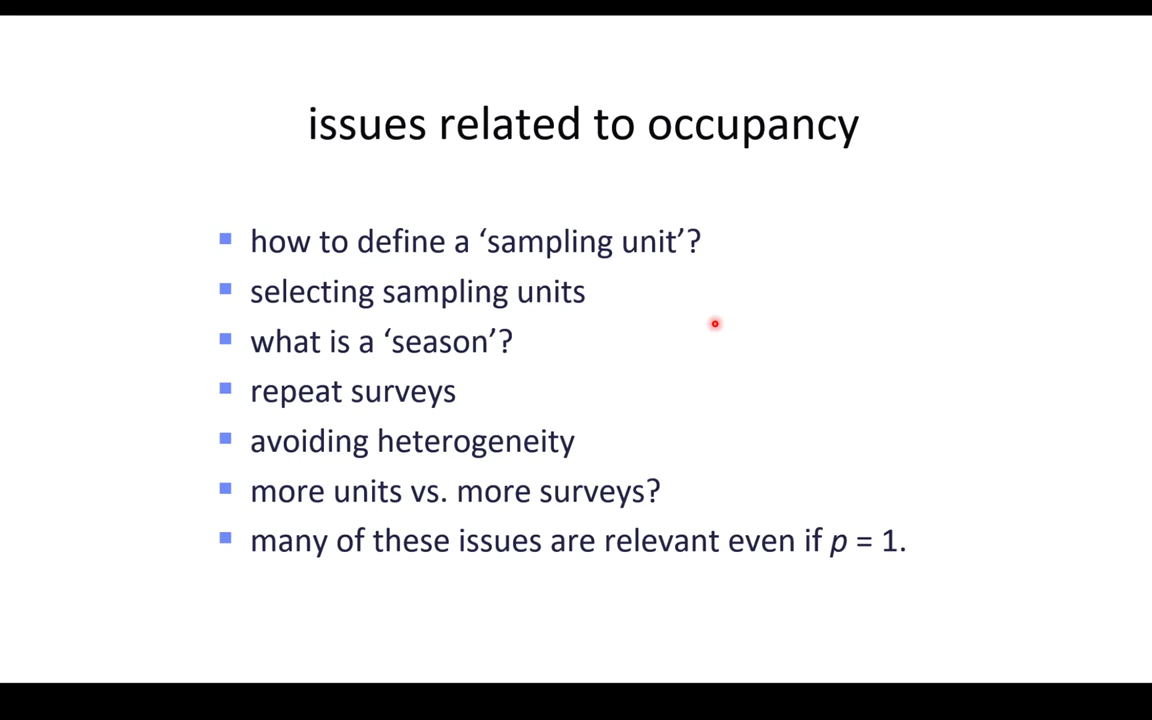 issues related to occupancy
how to define a ‘sampling unit’?
selecting sampling units
what is a ‘season’?
repeat surveys
avoiding heterogeneity
more units vs. more surveys?
many of these issues are relevant even if p = 1.